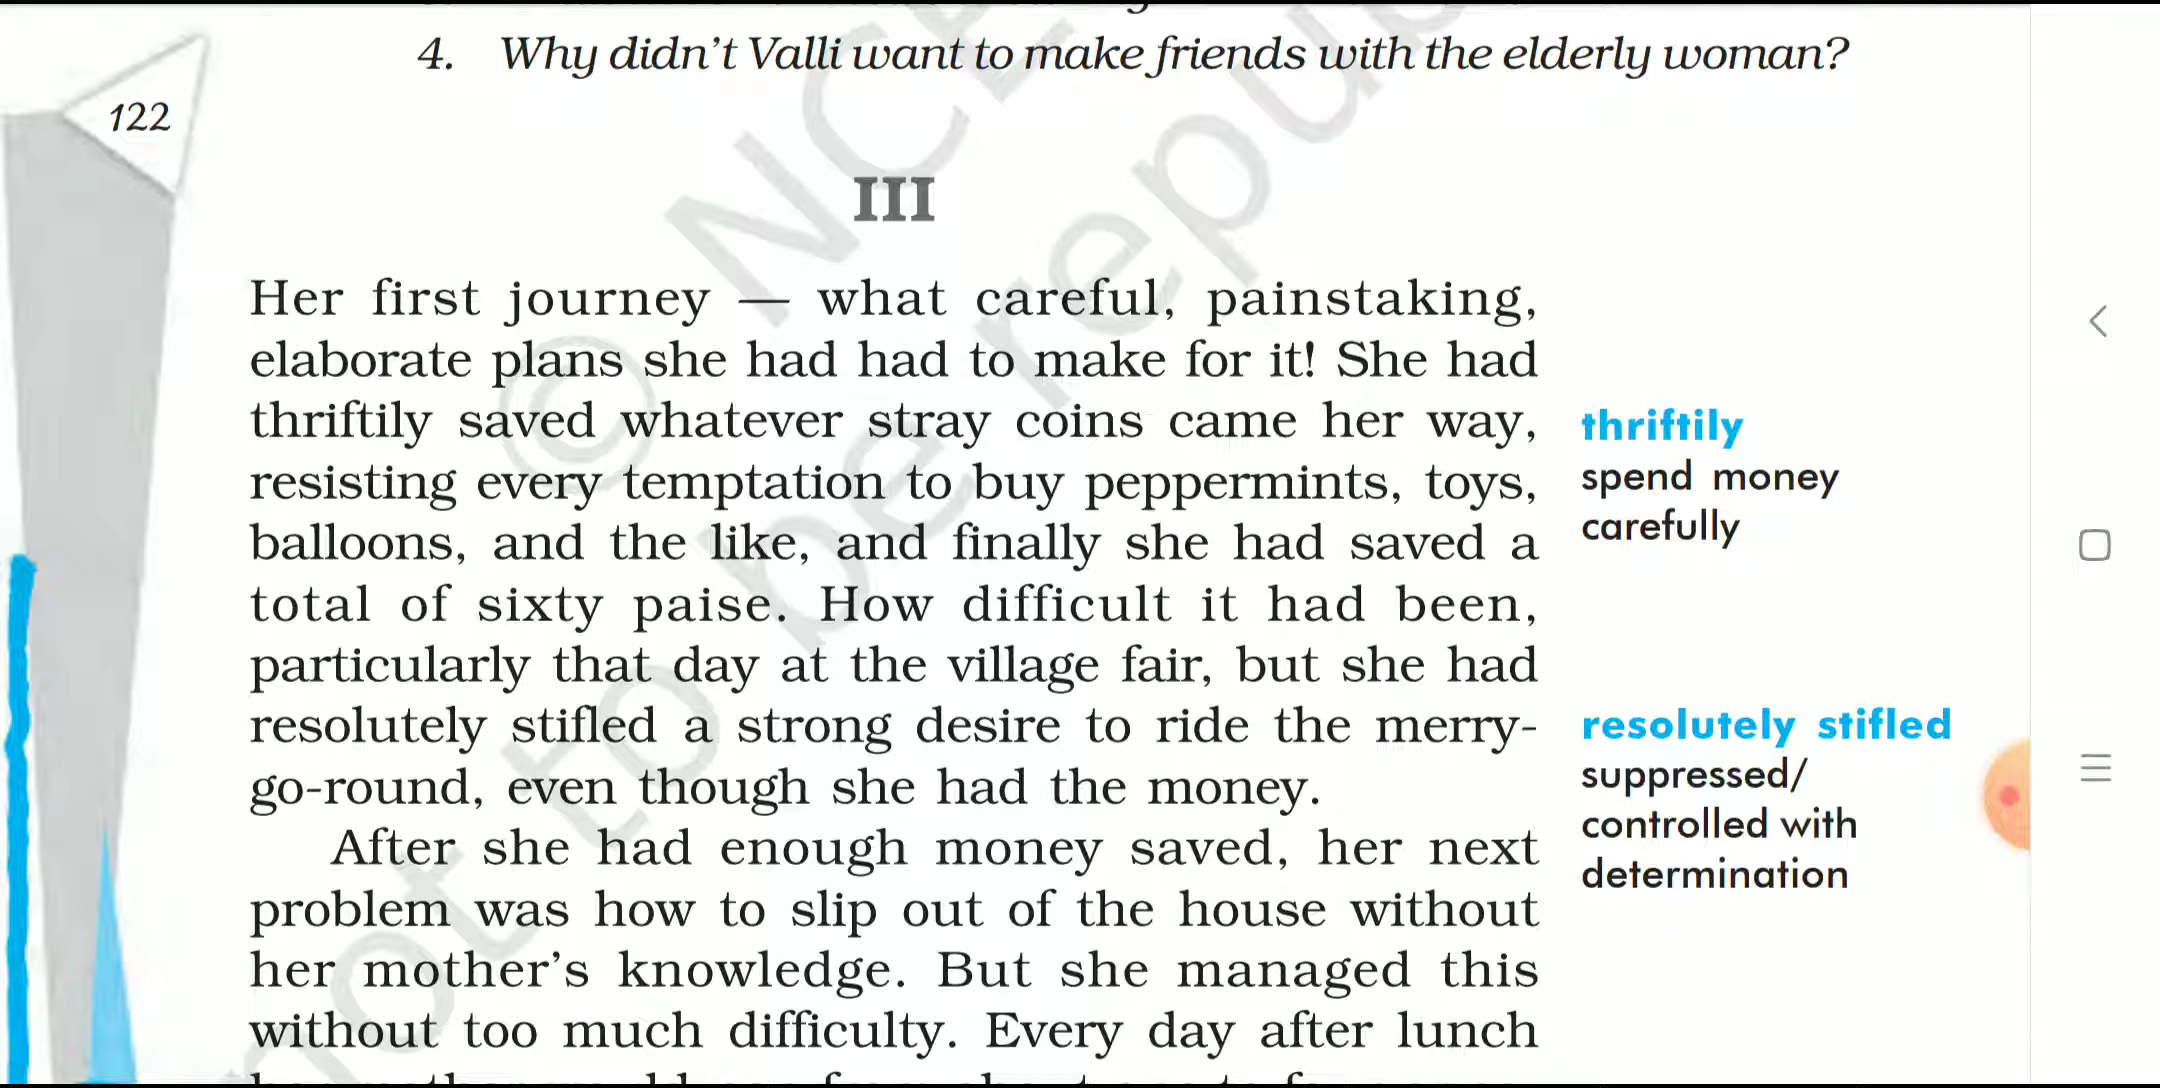 4. Why didn't Valli want to make friends with the elderly woman?
122
III
Her first journey — what careful, painstaking,
elaborate plans she had had to make for it! She had
thriftily saved whatever stray coins came her way,
resisting every temptation to buy peppermints, toys,
balloons, and the like, and finally she had saved a
total of sixty paise. How difficult it had been,
particularly that day at the village fair, but she had
resolutely stifled a strong desire to ride the merry-
go-round, even though she had the money.
After she had enough money saved, her next
problem was how to slip out of the house without
her mother's knowledge. But she managed this
without too much difficulty. Every day after lunch
thriftily
spend money
carefully
resolutely stifled
suppressed/
controlled with
determination
© NCE
not to be repu